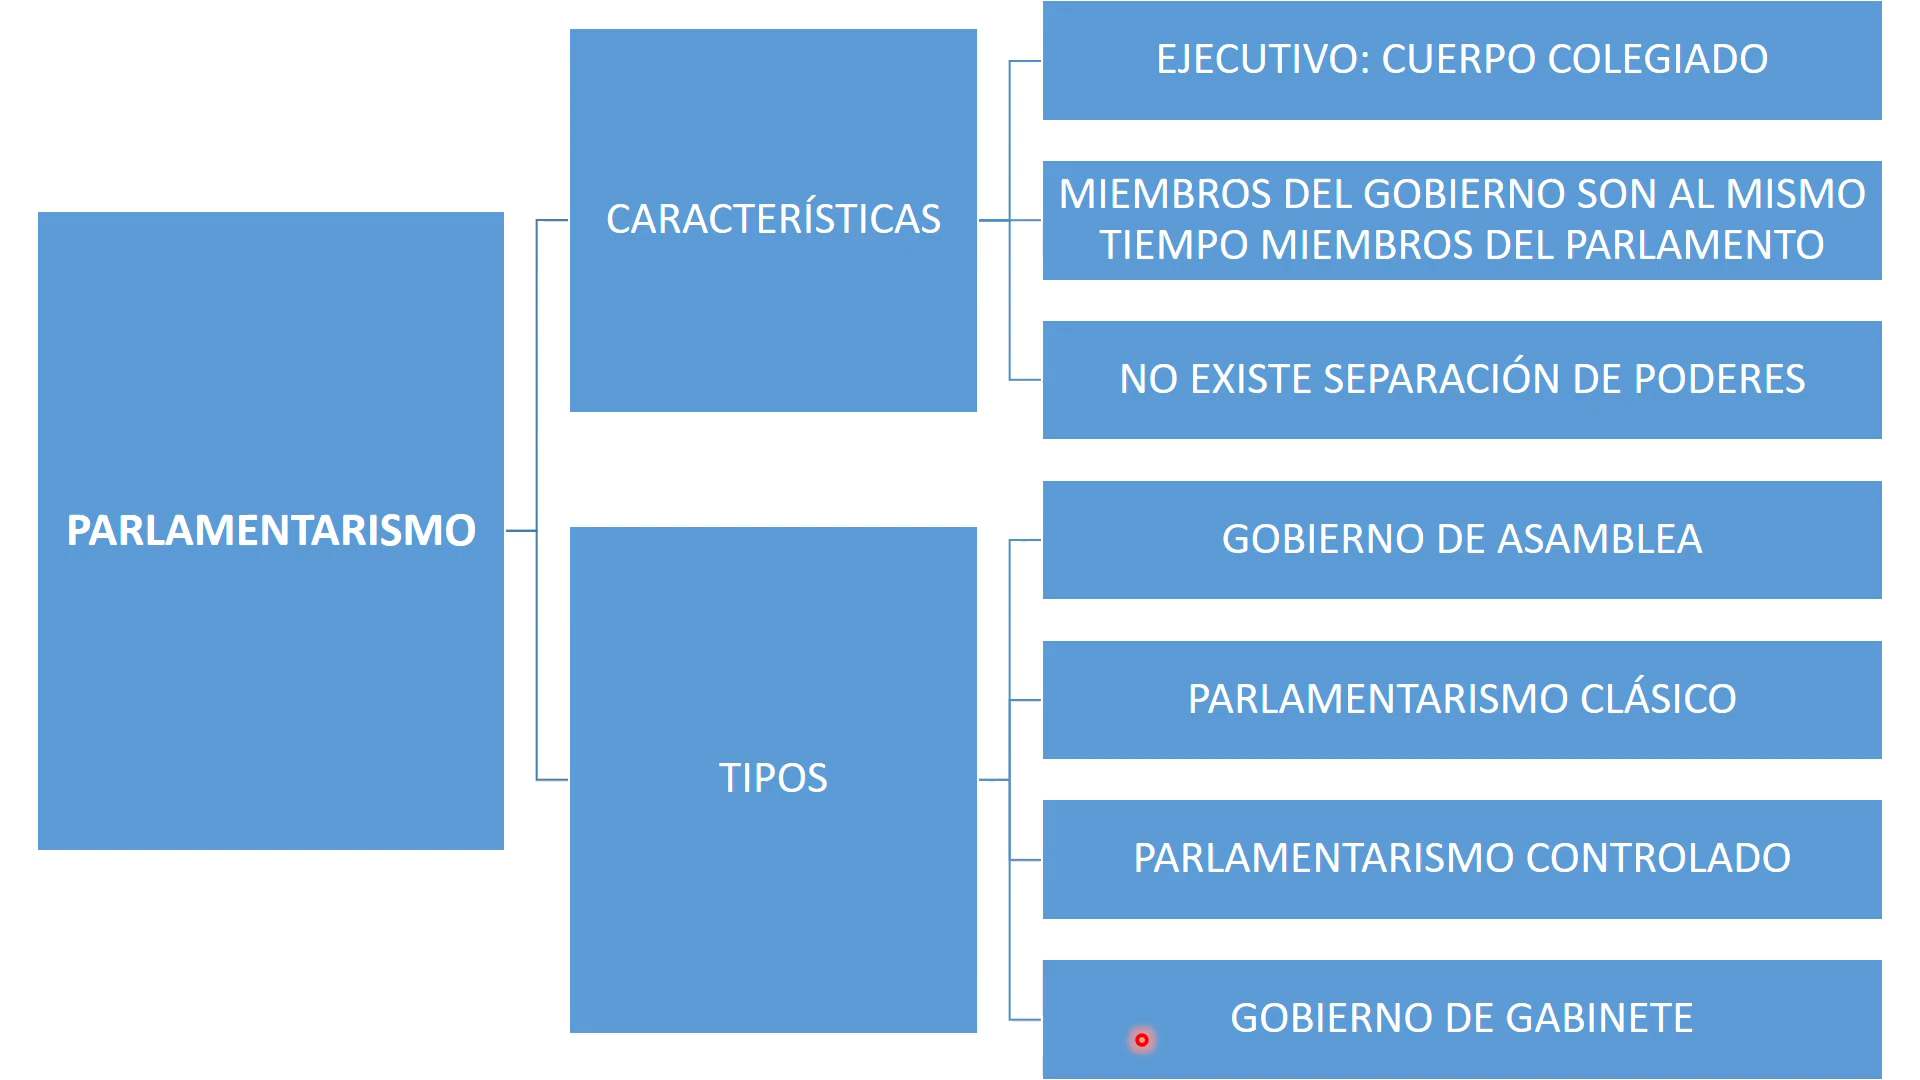 PARLAMENTARISMO
CARACTERÍSTICAS
EJECUTIVO: CUERPO COLEGIADO
MIEMBROS DEL GOBIERNO SON AL MISMO
TIEMPO MIEMBROS DEL PARLAMENTO
NO EXISTE SEPARACIÓN DE PODERES
TIPOS
GOBIERNO DE ASAMBLEA
PARLAMENTARISMO CLÁSICO
PARLAMENTARISMO CONTROLADO
GOBIERNO DE GABINETE